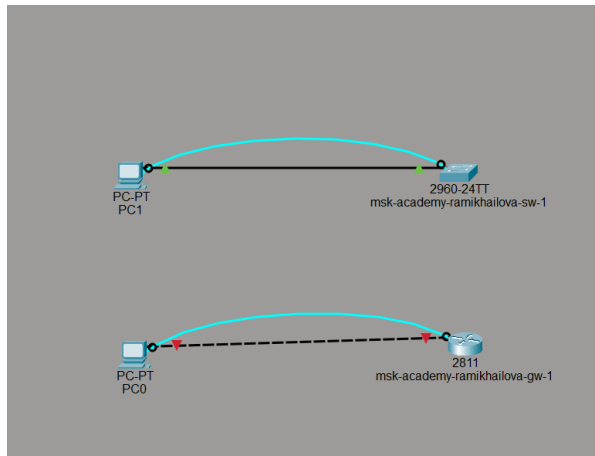 PC-PT
PC1
2960-24TT
msk-academy-ramikhailova-sw-1
PC-PT
PC0
2811
msk-academy-ramikhailova-gw-1